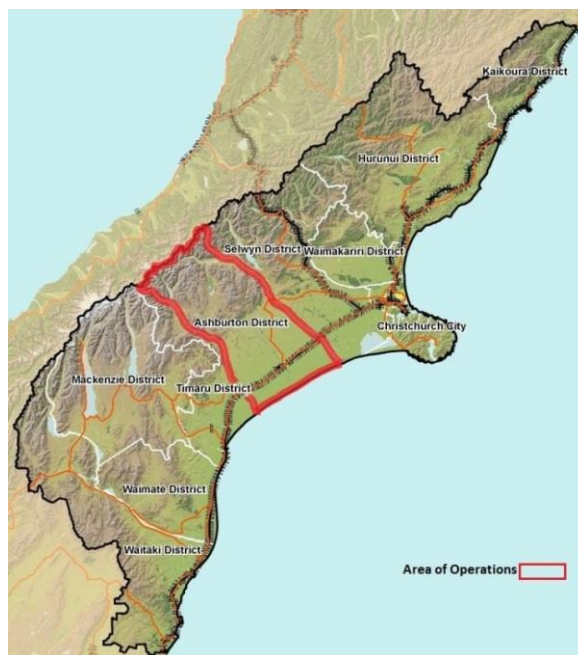 Kaikoura District
Hurunui District
Selwyn District
Waimakariri District
Ashburton District
Christchurch City
Mackenzie District
Timaru District
Waimate District
Waitaki District
Area of Operations